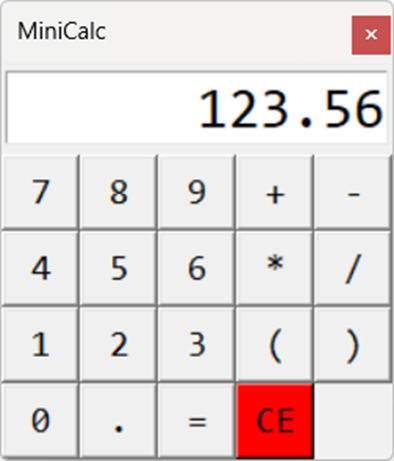 MiniCalc ×
123.56
7 8 9 + -
4 5 6 * /
1 2 3 ( )
0 . = CE